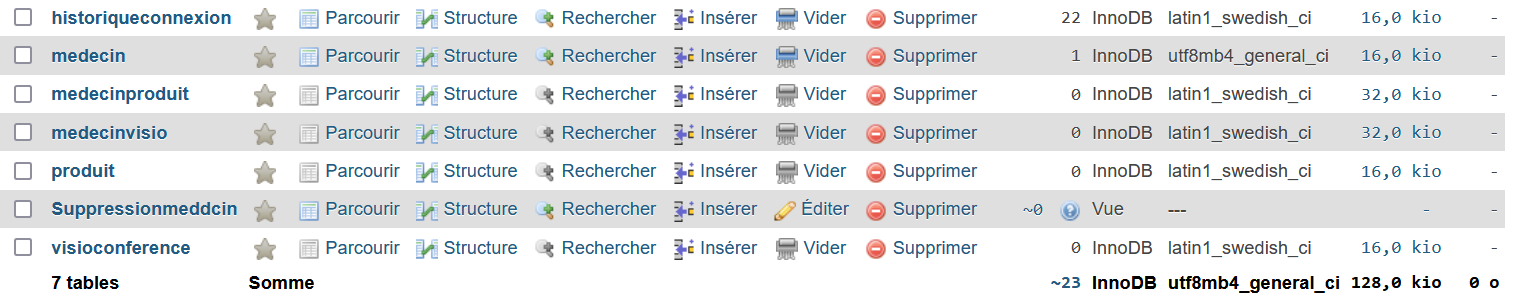 historiqueconnexion Parcourir Structure Rechercher Insérer Vider Supprimer 22 InnoDB latin1_swedish_ci 16,0 kio -
medecin Parcourir Structure Rechercher Insérer Vider Supprimer 1 InnoDB utf8mb4_general_ci 16,0 kio -
medecinproduit Parcourir Structure Rechercher Insérer Vider Supprimer 0 InnoDB latin1_swedish_ci 32,0 kio -
medecinvisio Parcourir Structure Rechercher Insérer Vider Supprimer 0 InnoDB latin1_swedish_ci 32,0 kio -
produit Parcourir Structure Rechercher Insérer Vider Supprimer 0 InnoDB latin1_swedish_ci 16,0 kio -
Suppressionmeddcin Parcourir Structure Rechercher Insérer Éditer Supprimer ~0 Vue --- - -
visioconference Parcourir Structure Rechercher Insérer Vider Supprimer 0 InnoDB latin1_swedish_ci 16,0 kio -
7 tables Somme ~23 InnoDB utf8mb4_general_ci 128,0 kio 0 o